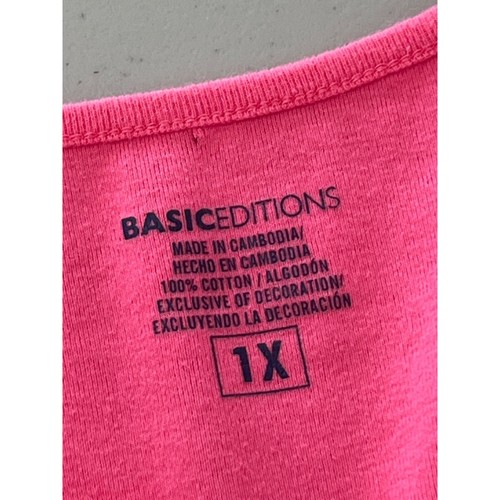 BASICEDITIONS
MADE IN CAMBODIA/
HECHO EN CAMBODIA
100% COTTON / ALGODÓN
EXCLUSIVE OF DECORATION/
EXCLUYENDO LA DECORACIÓN
1X